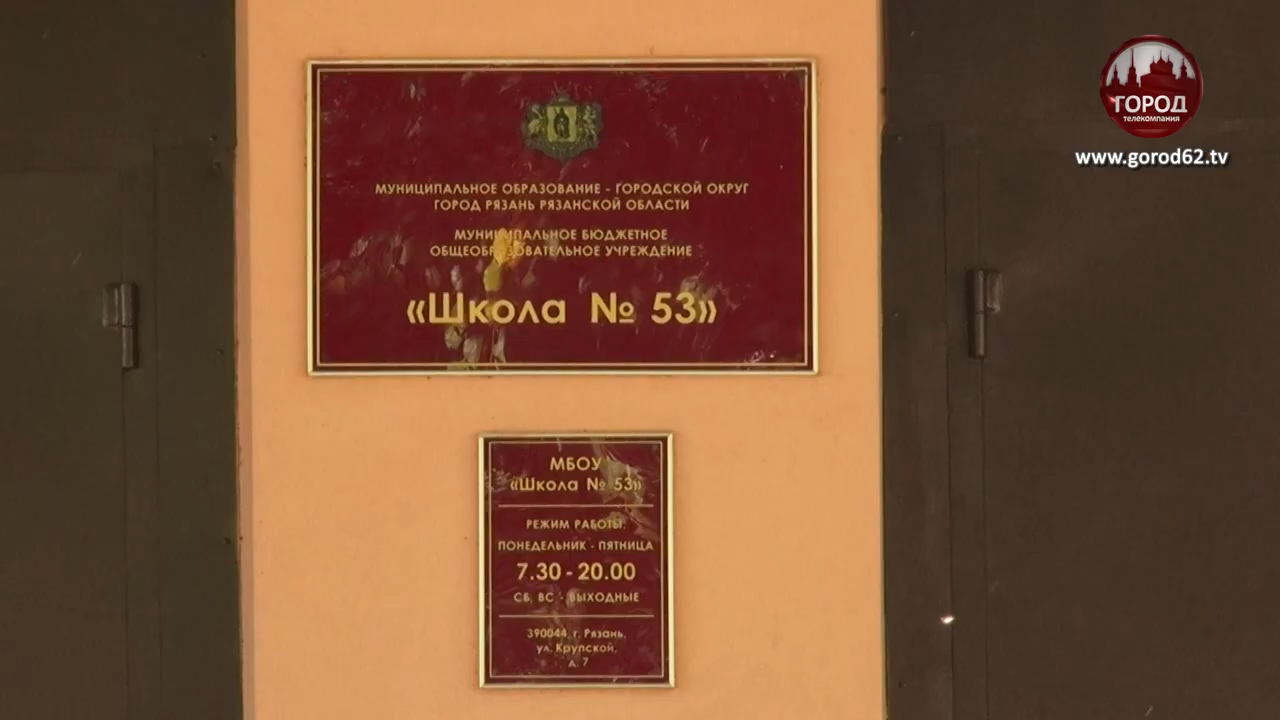 ГОРОД
телекомпания
www.gorod62.tv
МУНИЦИПАЛЬНОЕ ОБРАЗОВАНИЕ - ГОРОДСКОЙ ОКРУГ
ГОРОД РЯЗАНЬ РЯЗАНСКОЙ ОБЛАСТИ
МУНИЦИПАЛЬНОЕ БЮДЖЕТНОЕ
ОБЩЕОБРАЗОВАТЕЛЬНОЕ УЧРЕЖДЕНИЕ
«Школа № 53»
МБОУ
«Школа № 53»
РЕЖИМ РАБОТЫ:
ПОНЕДЕЛЬНИК - ПЯТНИЦА
7.30 - 20.00
СБ, ВС - ВЫХОДНЫЕ
390044, г. Рязань,
ул. Крупской,
д. 7